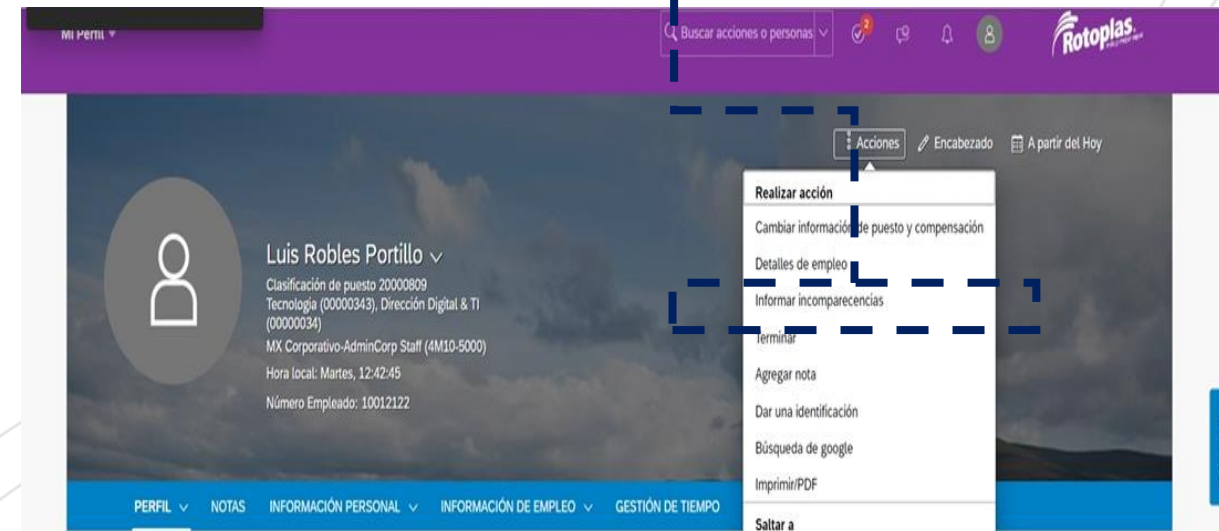 Mi Perfil
Buscar acciones o personas
2
Rotoplas.
Acciones
Encabezado
A partir del Hoy
Realizar acción
Cambiar información de puesto y compensación
Detalles de empleo
Informar incomparecencias
Terminar
Agregar nota
Dar una identificación
Búsqueda de google
Imprimir/PDF
Saltar a
Luis Robles Portillo
Clasificación de puesto 20000809
Tecnologia (00000343), Dirección Digital & TI
(00000034)
MX Corporativo-AdminCorp Staff (4M10-5000)
Hora local: Martes, 12:42:45
Número Empleado: 10012122
PERFIL
NOTAS
INFORMACIÓN PERSONAL
INFORMACIÓN DE EMPLEO
GESTIÓN DE TIEMPO